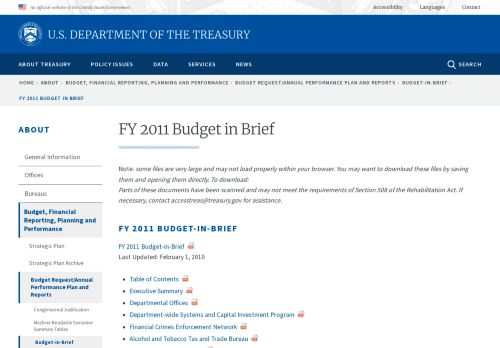 An official website of the United States Government
Accessibility Languages Contact
U.S. DEPARTMENT OF THE TREASURY
ABOUT TREASURY POLICY ISSUES DATA SERVICES NEWS SEARCH
HOME › ABOUT › BUDGET, FINANCIAL REPORTING, PLANNING AND PERFORMANCE › BUDGET REQUEST/ANNUAL PERFORMANCE PLAN AND REPORTS › BUDGET-IN-BRIEF ›
FY 2011 BUDGET IN BRIEF
ABOUT
General Information
Offices
Bureaus
Budget, Financial
Reporting, Planning and
Performance
Strategic Plan
Strategic Plan Archive
Budget Request/Annual
Performance Plan and
Reports
Congressional Justification
Machine Readable Executive
Summary Tables
Budget-in-Brief
FY 2011 Budget in Brief
Note: some files are very large and may not load properly within your browser. You may want to download these files by saving
them and opening them directly. To download:
Parts of these documents have been scanned and may not meet the requirements of Section 508 of the Rehabilitation Act. If
necessary, contact accesstreas@treasury.gov for assistance.
FY 2011 BUDGET-IN-BRIEF
FY 2011 Budget-in-Brief
Last Updated: February 1, 2010
• Table of Contents
• Executive Summary
• Departmental Offices
• Department-wide Systems and Capital Investment Program
• Financial Crimes Enforcement Network
• Alcohol and Tobacco Tax and Trade Bureau